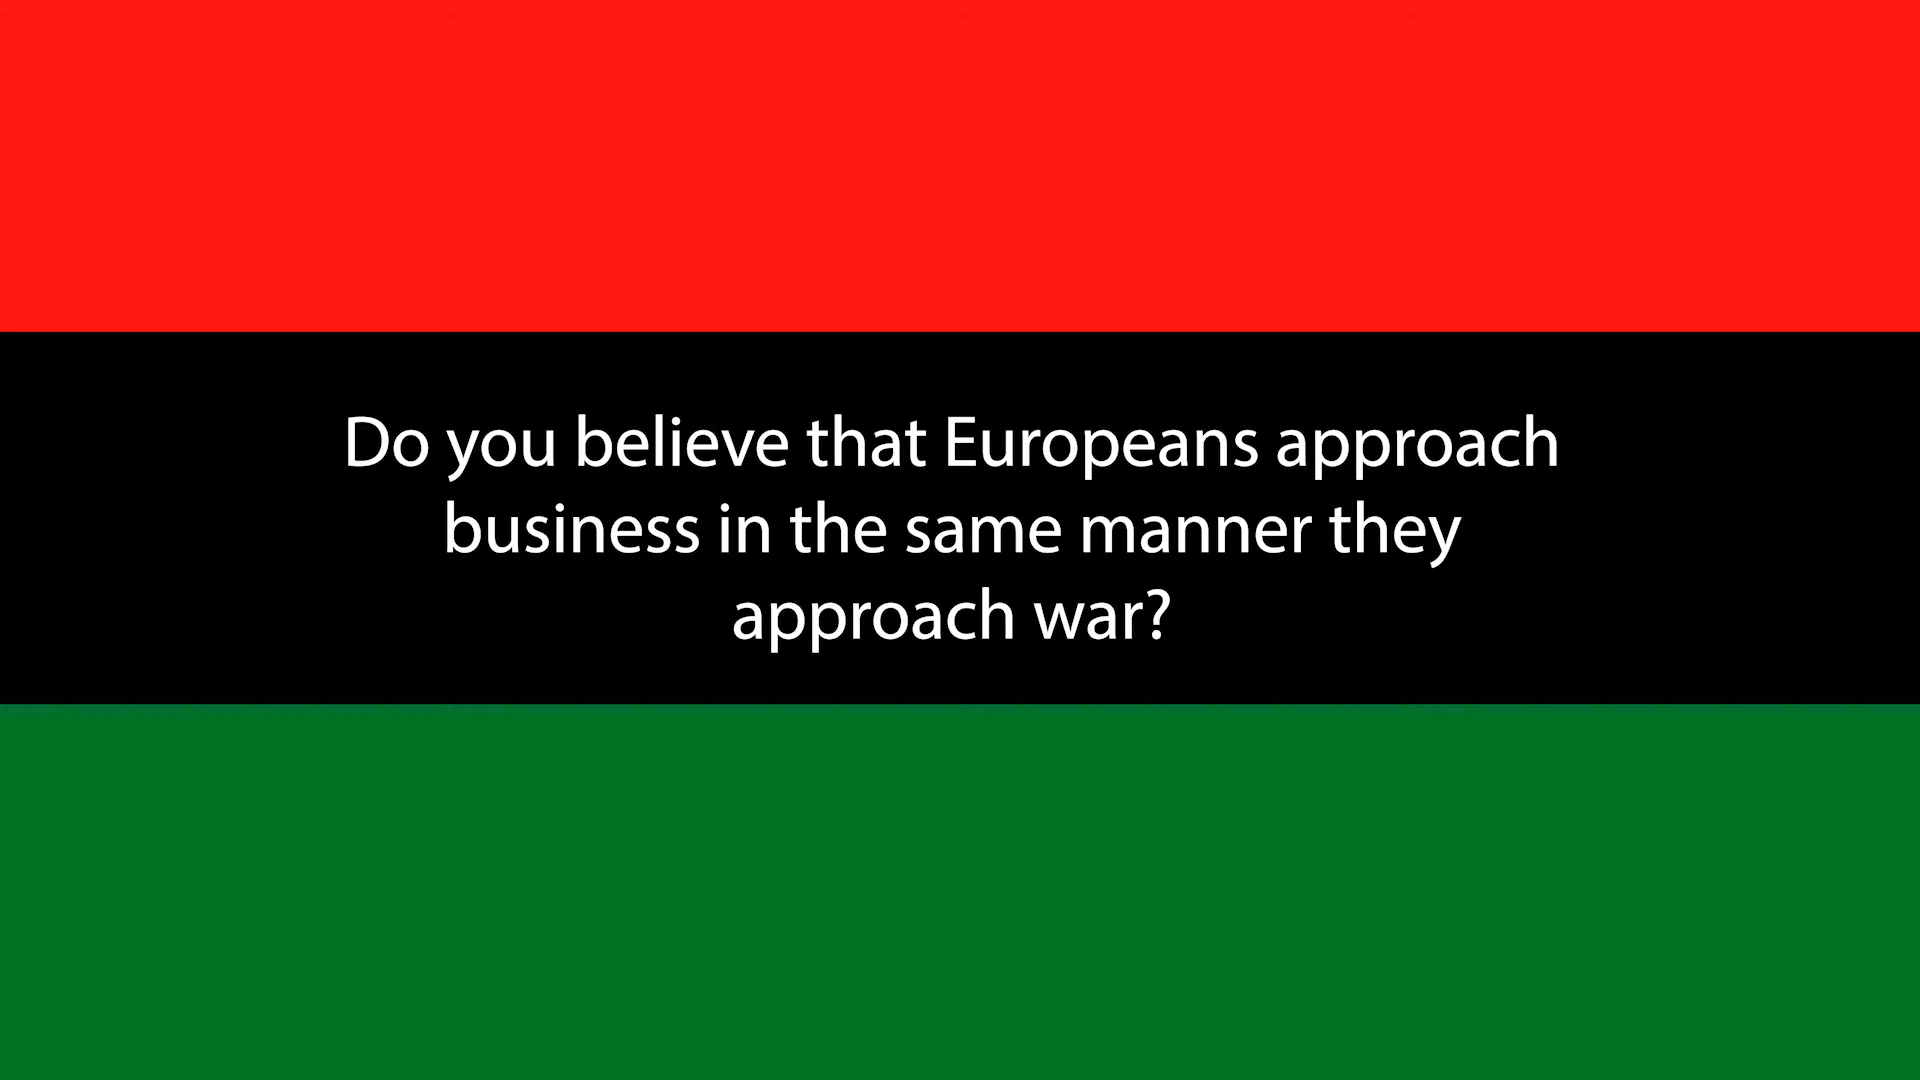 Do you believe that Europeans approach
business in the same manner they
approach war?